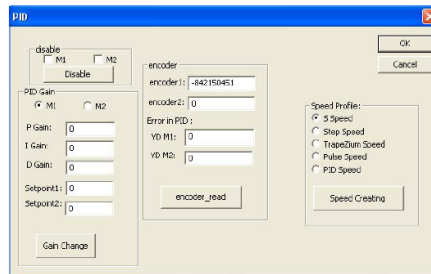 PID
OK
Cancel
disable
M1 M2
Disable
PID Gain
M1 M2
P Gain: 0
I Gain: 0
D Gain: 0
Setpoint1: 0
Setpoint2: 0
Gain Change
encoder
encoder1: -842150451
encoder2: 0
Error in PID :
YD M1: 0
YD M2: 0
encoder_read
Speed Profile:
S Speed
Step Speed
TrapeZium Speed
Pulse Speed
PID Speed
Speed Creating